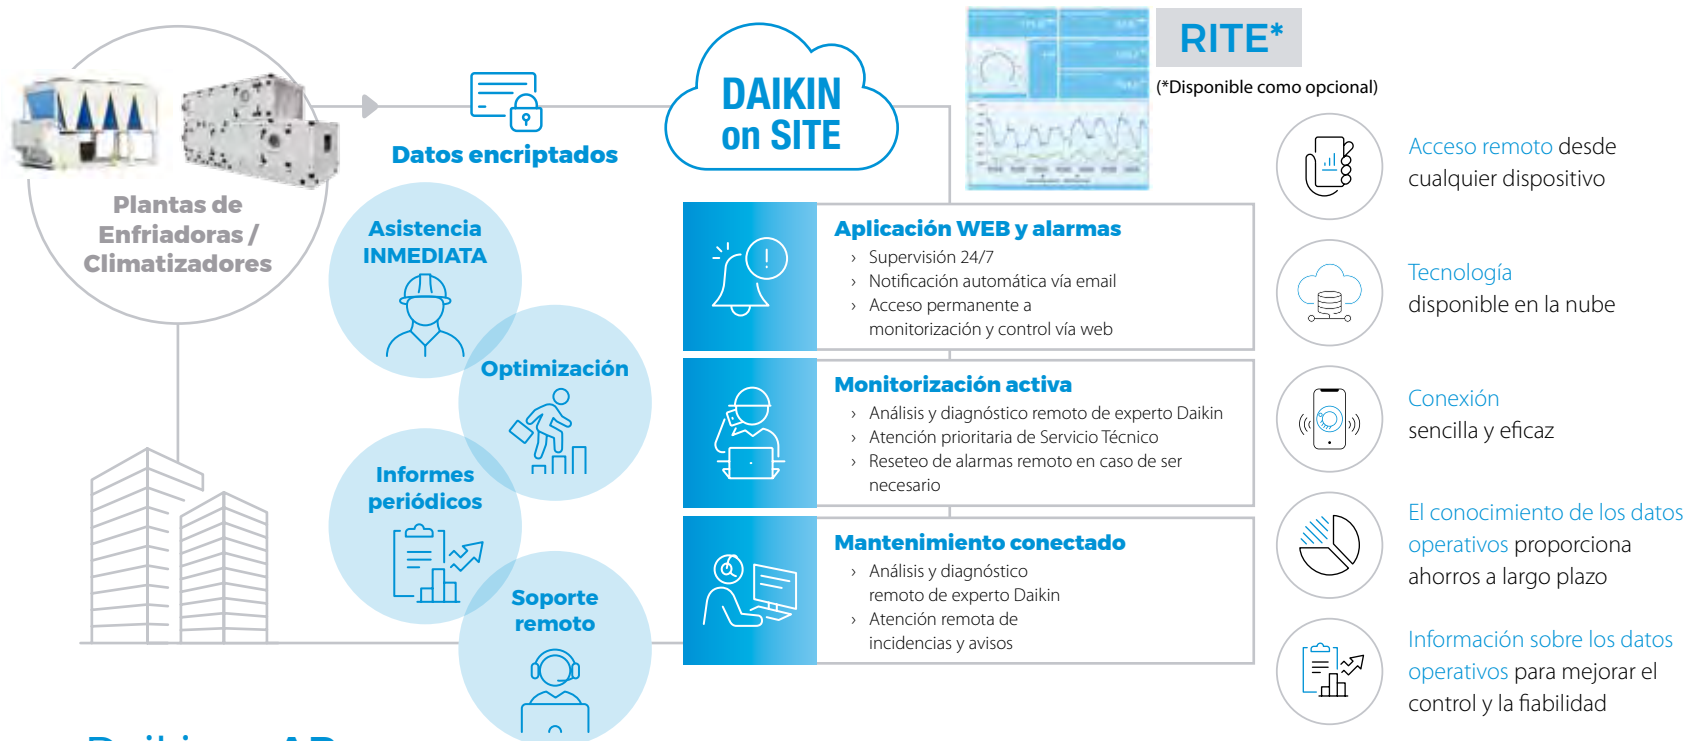 DAIKIN
on SITE
RITE*
(*Disponible como opcional)
Datos encriptados
Plantas de
Enfriadoras /
Climatizadores
Asistencia
INMEDIATA
Optimización
Informes
periódicos
Soporte
remoto
Aplicación WEB y alarmas
› Supervisión 24/7
› Notificación automática vía email
› Acceso permanente a
monitorización y control vía web
Monitorización activa
› Análisis y diagnóstico remoto de experto Daikin
› Atención prioritaria de Servicio Técnico
› Reseteo de alarmas remoto en caso de ser
necesario
Mantenimiento conectado
› Análisis y diagnóstico
remoto de experto Daikin
› Atención remota de
incidencias y avisos
Acceso remoto desde
cualquier dispositivo
Tecnología
disponible en la nube
Conexión
sencilla y eficaz
El conocimiento de los datos
operativos proporciona
ahorros a largo plazo
Información sobre los datos
operativos para mejorar el
control y la fiabilidad